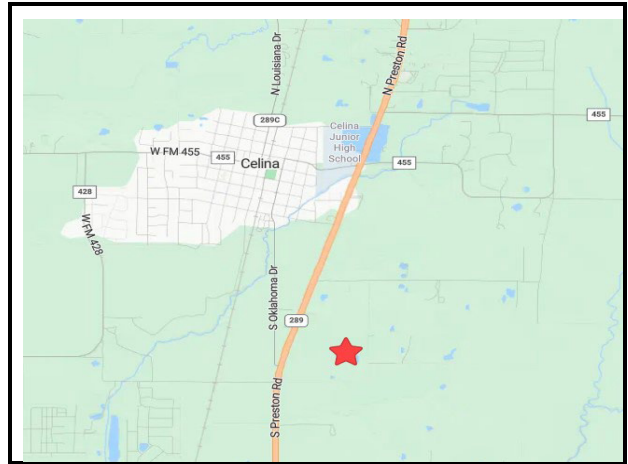 N Louisiana Dr
N Preston Rd
289C
455
Celina
Junior
High
School
W FM 455
455
Celina
455
428
W FM 428
S Oklahoma Dr
289
S Preston Rd